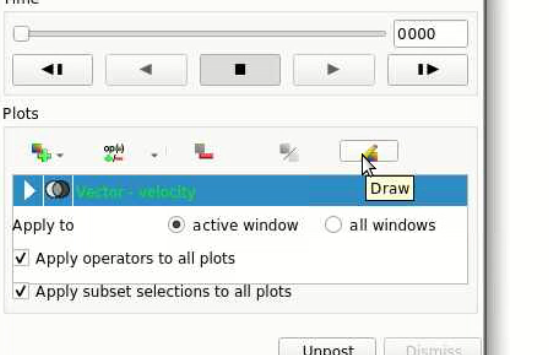 Time
0000
Plots
op(x)
Vector - velocity
Draw
Apply to active window all windows
Apply operators to all plots
Apply subset selections to all plots
Unpost Dismiss